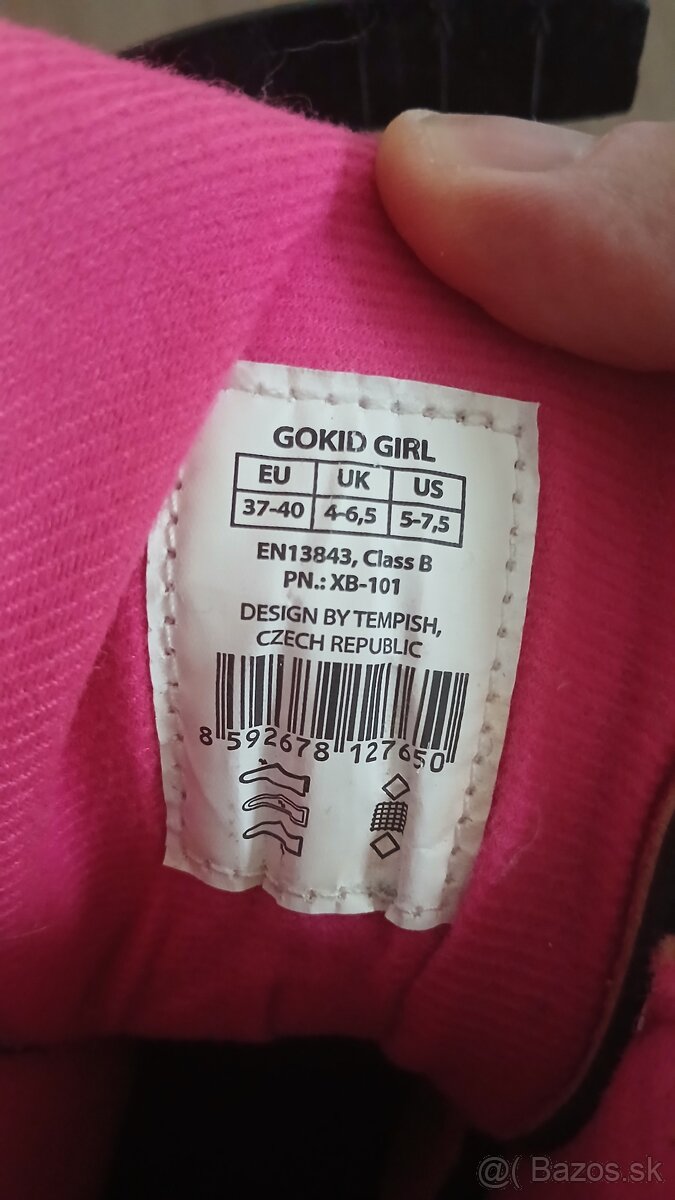 GOKID GIRL
EU UK US
37-40 4-6,5 5-7,5
EN13843, Class B
PN.: XB-101
DESIGN BY TEMPISH,
CZECH REPUBLIC
8 592678 127650
@( Bazos.sk